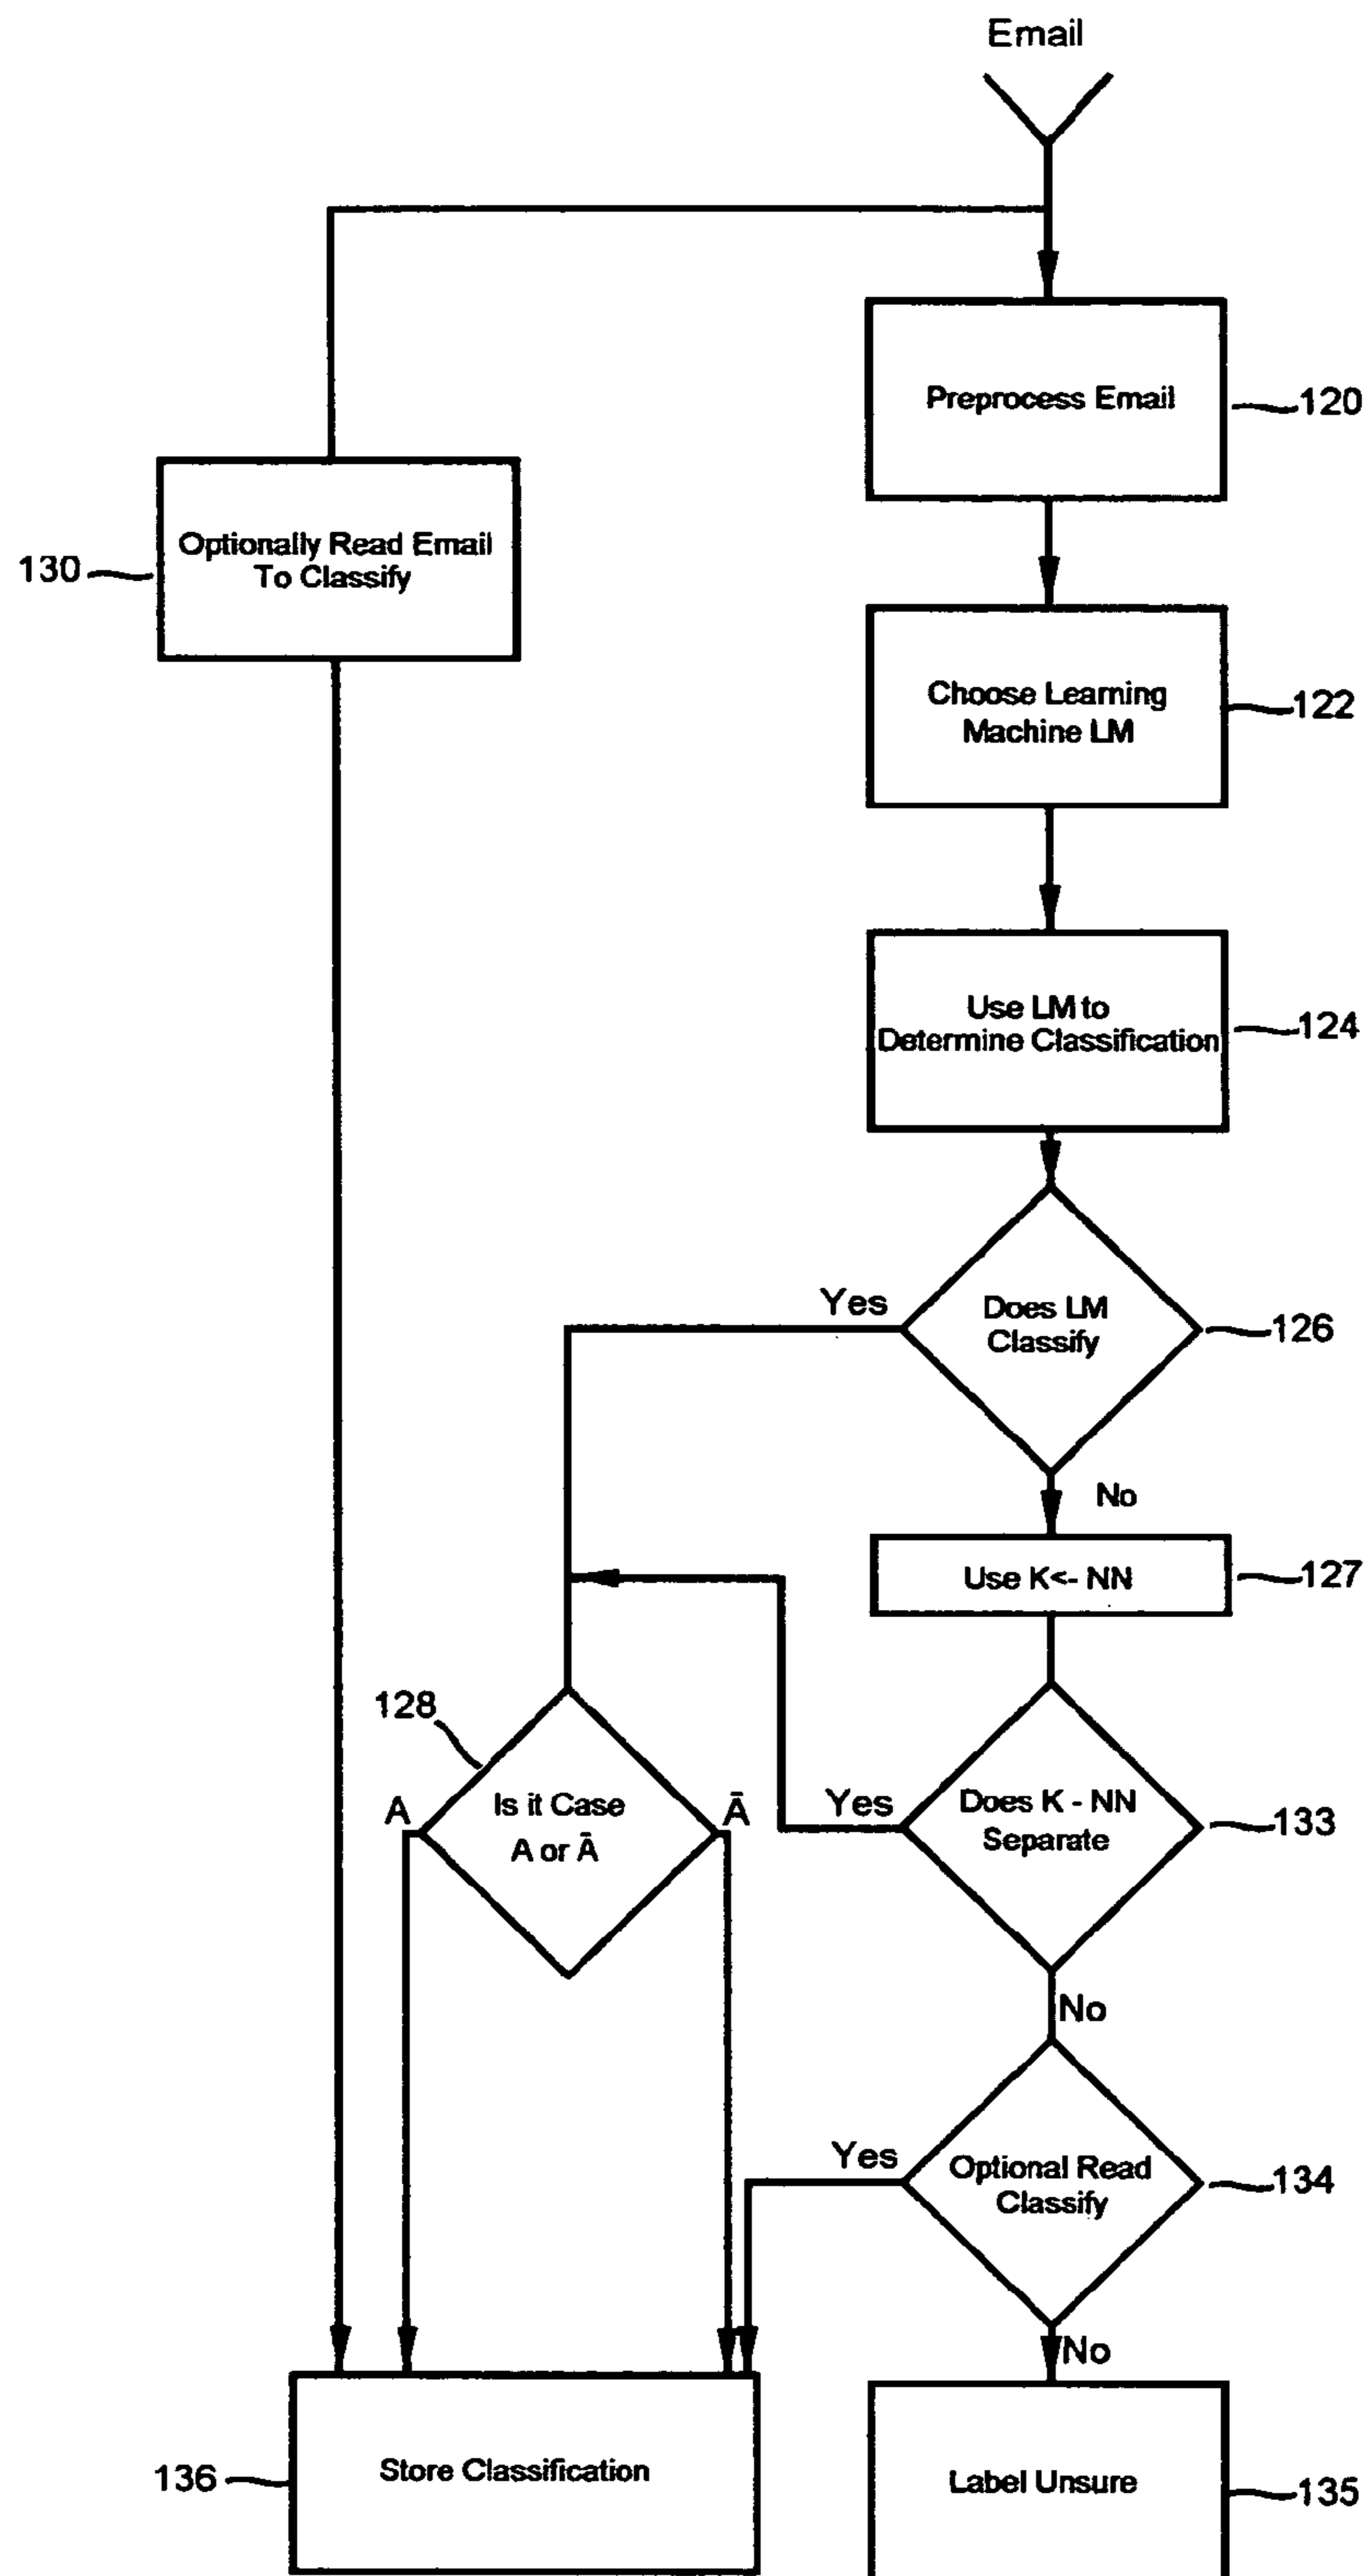 Email
Preprocess Email
120
Optionally Read Email
To Classify
130
Choose Learning
Machine LM
122
Use LM to
Determine Classification
124
Yes
Does LM
Classify
126
No
Use K<- NN
127
128
A
Is it Case
A or Ā
Ā
Yes
Does K - NN
Separate
133
No
Yes
Optional Read
Classify
134
No
136
Store Classification
Label Unsure
135